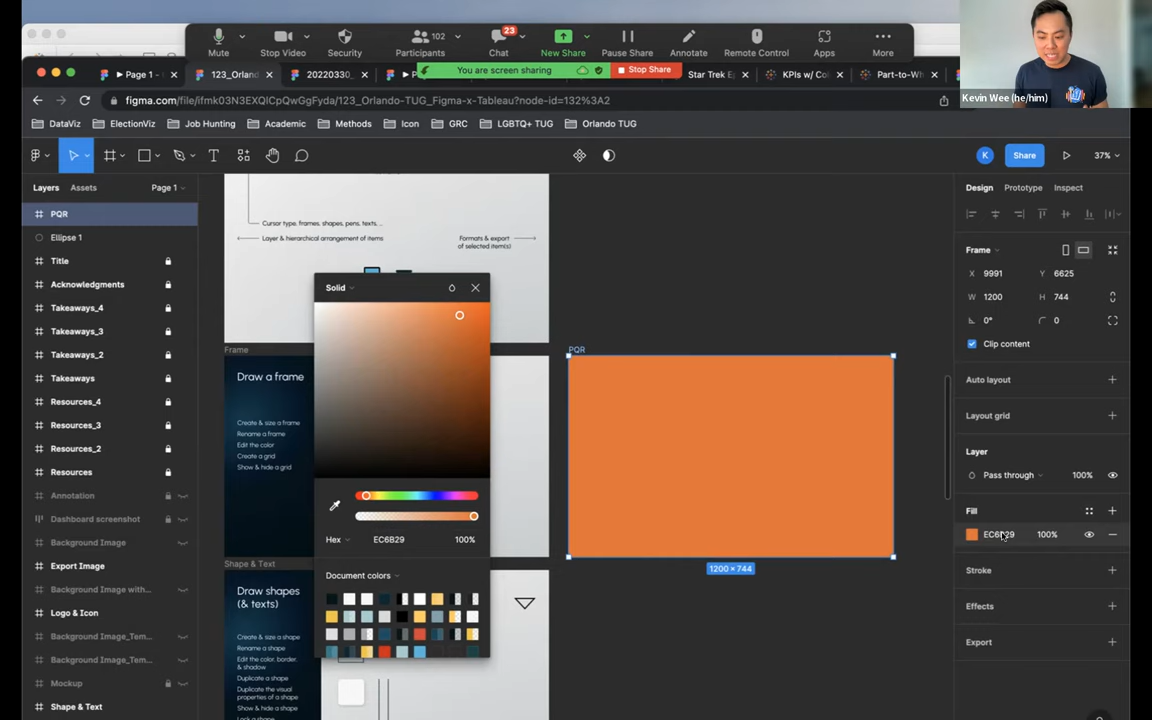 Mute
Stop Video
Security
102
Participants
23
Chat
New Share
Pause Share
Annotate
Remote Control
Apps
More
You are screen sharing
Stop Share
Kevin Wee (he/him)
Page 1 -
123_Orland
20220330_
Star Trek Ep
KPIs w/ Col
Part-to-Wh
figma.com/file/ifmk03N3EXQICpQwGgFyda/123_Orlando-TUG_Figma-x-Tableau?node-id=132%3A2
DataViz
ElectionViz
Job Hunting
Academic
Methods
Icon
GRC
LGBTQ+ TUG
Orlando TUG
K
Share
37%
Layers
Assets
Page 1
PQR
Ellipse 1
Title
Acknowledgments
Takeaways_4
Takeaways_3
Takeaways_2
Takeaways
Resources_4
Resources_3
Resources_2
Resources
Annotation
Dashboard screenshot
Background Image
Export Image
Background Image with...
Logo & Icon
Background Image_Tem...
Background Image_Temp...
Mockup
Shape & Text
Cursor type, frames, shapes, pens, texts, ..
Layer & hierarchical arrangement of items
Formats & export
of selected item(s)
Frame
Draw a frame
Create & size a frame
Rename a frame
Edit the color
Create a grid
Show & hide a grid
Shape & Text
Draw shapes
(& texts)
Create & size a shape
Rename a shape
Edit the color, border,
& shadow
Duplicate a shape
Duplicate the visual
properties of a shape
Show & hide a shape
Solid
Hex
EC6B29
100%
Document colors
PQR
1200 × 744
Design
Prototype
Inspect
Frame
X 9991
Y 6625
W 1200
H 744
0°
0
Clip content
Auto layout
Layout grid
Layer
Pass through
100%
Fill
EC6B29
100%
Stroke
Effects
Export